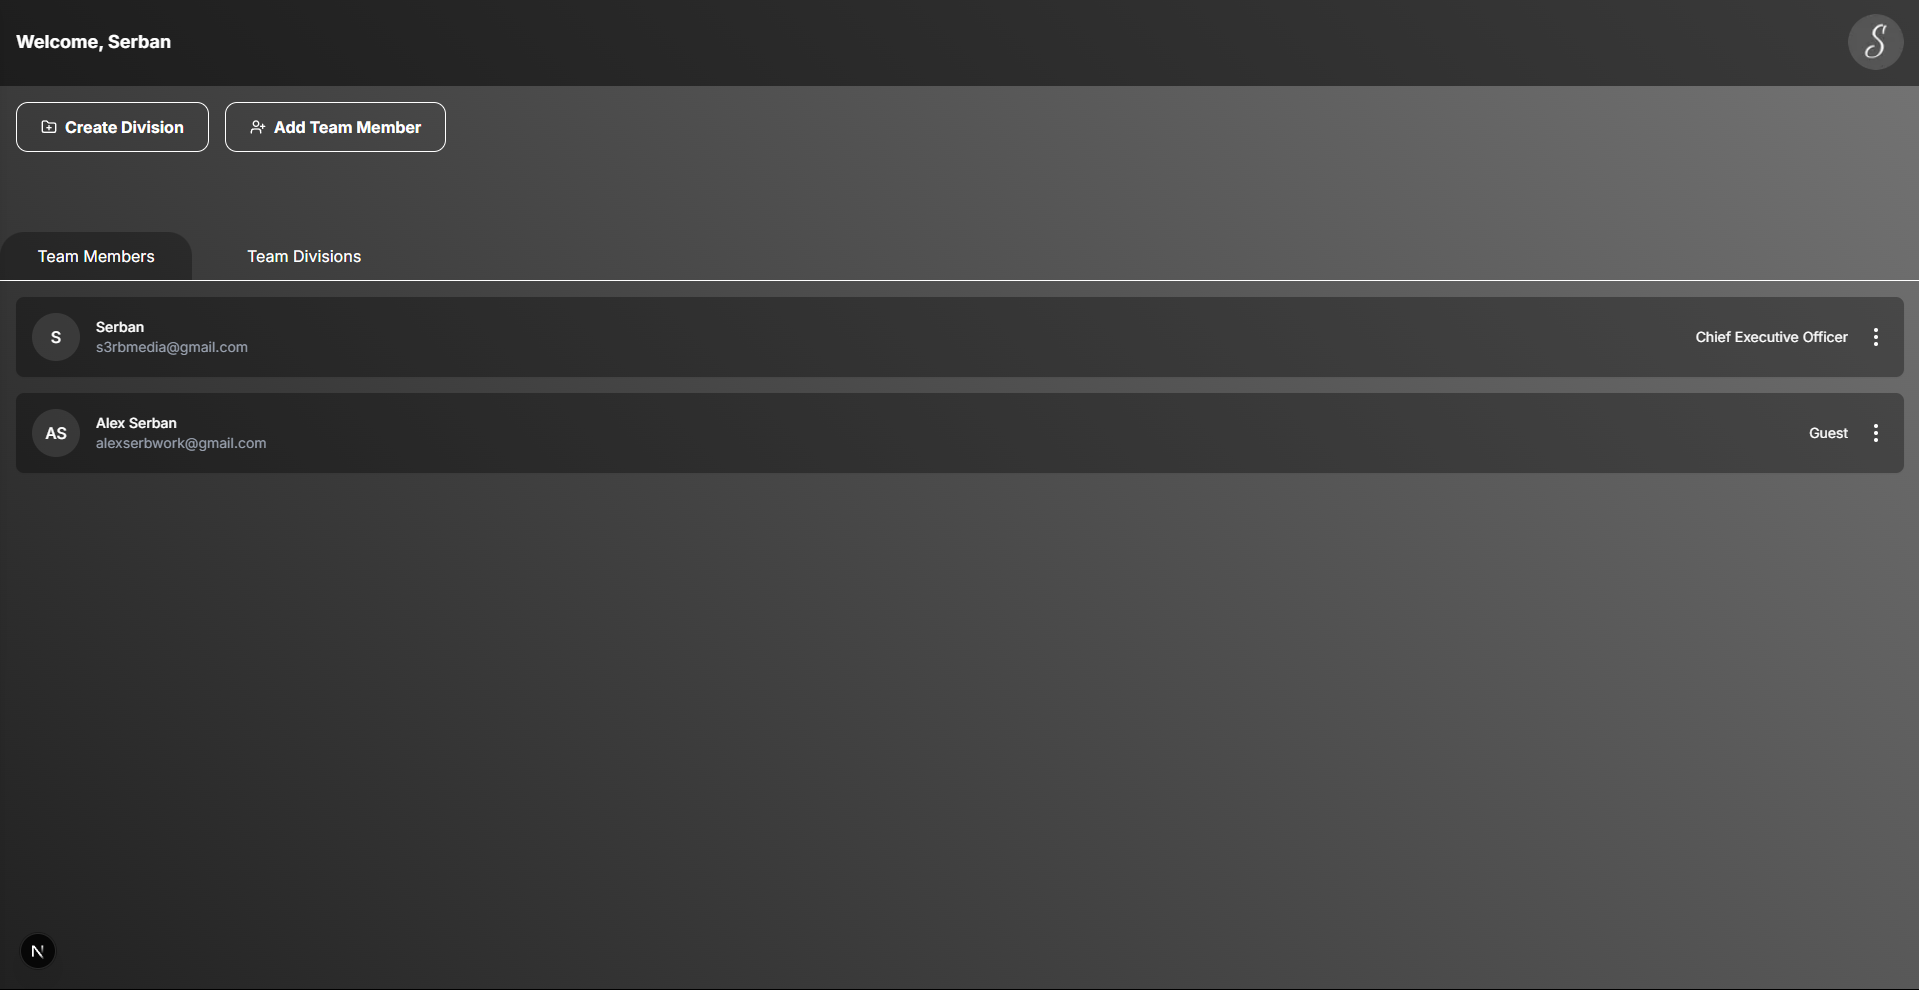 Welcome, Serban
S
Create Division
Add Team Member
Team Members
Team Divisions
S
Serban
s3rbmedia@gmail.com
Chief Executive Officer
AS
Alex Serban
alexserbwork@gmail.com
Guest
N